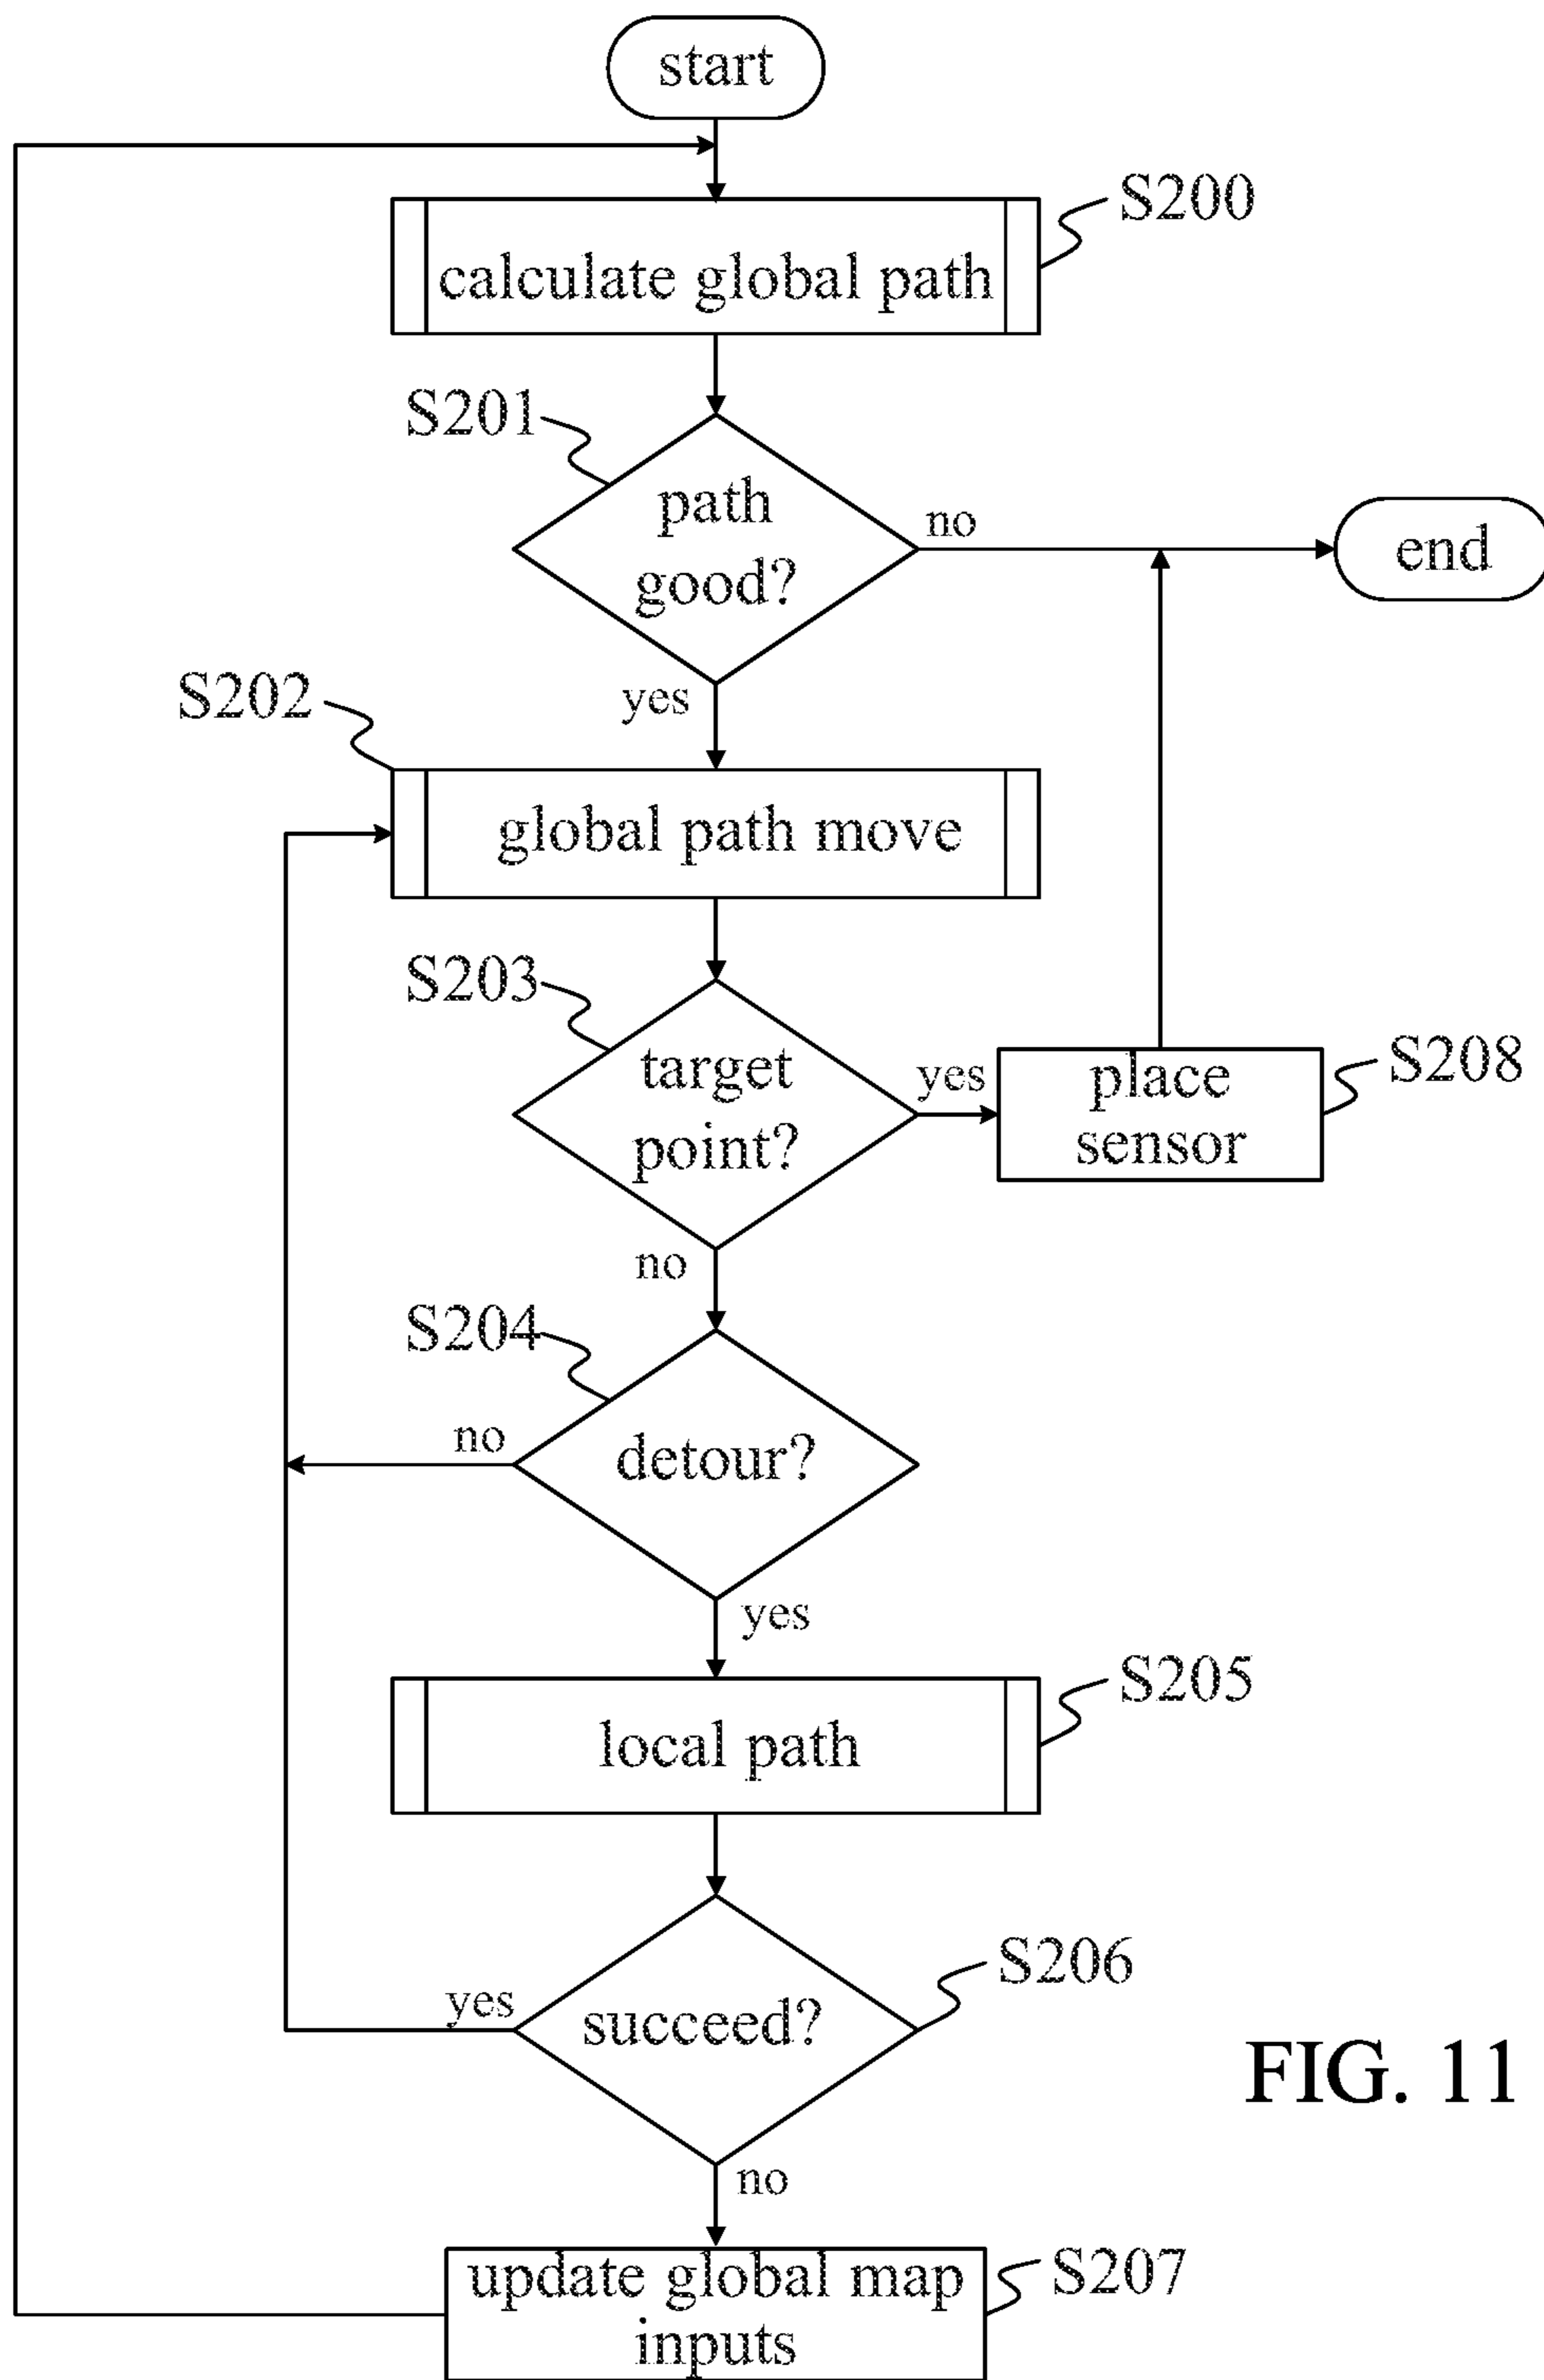 start
S200
calculate global path
S201
path
good?
no
end
yes
S202
global path move
S203
target
point?
yes
place
sensor
S208
no
S204
detour?
no
yes
S205
local path
S206
succeed?
yes
FIG. 11
no
update global map
inputs
S207